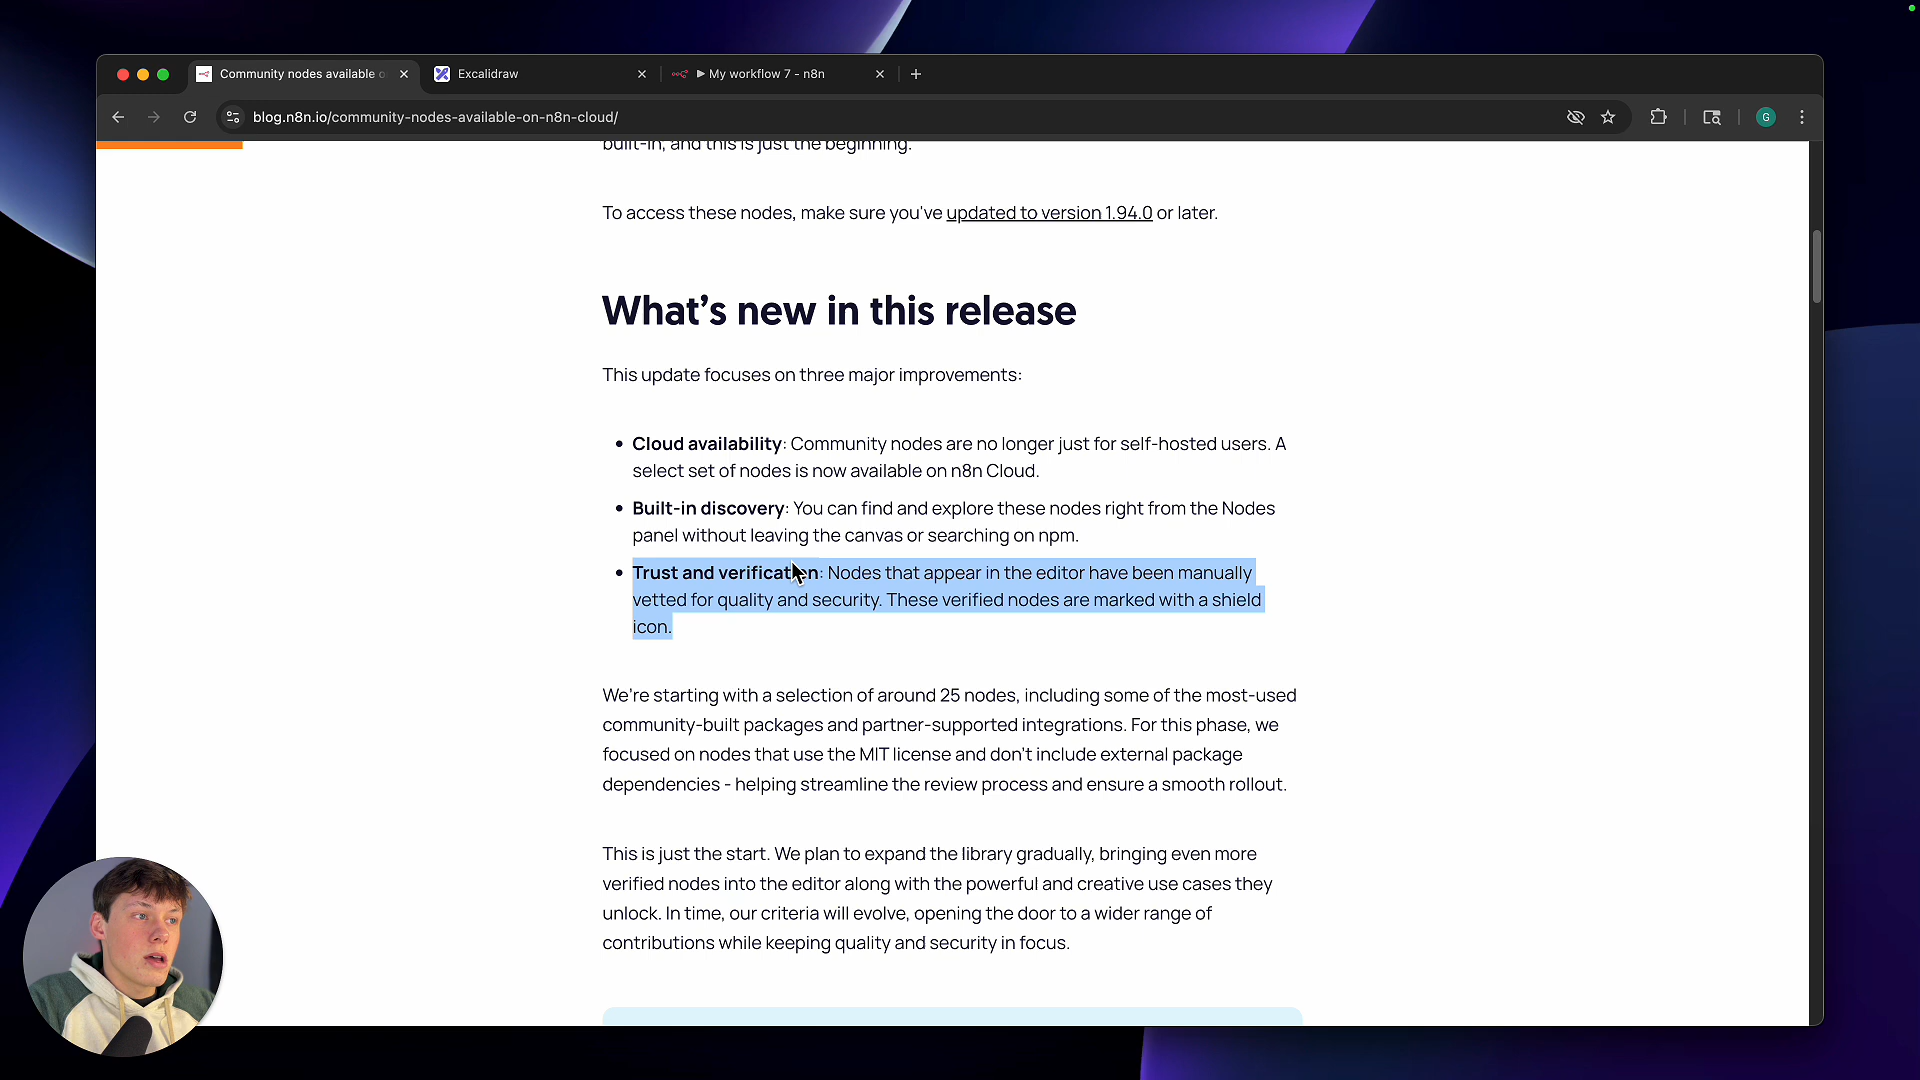 Community nodes available o
Excalidraw
▶ My workflow 7 - n8n
blog.n8n.io/community-nodes-available-on-n8n-cloud/
G
built-in, and this is just the beginning.
To access these nodes, make sure you've updated to version 1.94.0 or later.
What's new in this release
This update focuses on three major improvements:
• Cloud availability: Community nodes are no longer just for self-hosted users. A
select set of nodes is now available on n8n Cloud.
• Built-in discovery: You can find and explore these nodes right from the Nodes
panel without leaving the canvas or searching on npm.
• Trust and verification: Nodes that appear in the editor have been manually
vetted for quality and security. These verified nodes are marked with a shield
icon.
We're starting with a selection of around 25 nodes, including some of the most-used
community-built packages and partner-supported integrations. For this phase, we
focused on nodes that use the MIT license and don't include external package
dependencies - helping streamline the review process and ensure a smooth rollout.
This is just the start. We plan to expand the library gradually, bringing even more
verified nodes into the editor along with the powerful and creative use cases they
unlock. In time, our criteria will evolve, opening the door to a wider range of
contributions while keeping quality and security in focus.